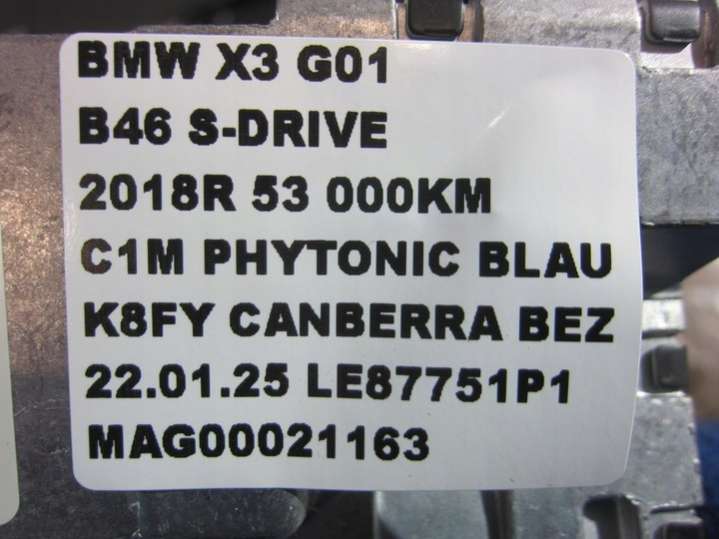 BMW X3 G01
B46 S-DRIVE
2018R 53 000KM
C1M PHYTONIC BLAU
K8FY CANBERRA BEZ
22.01.25 LE87751P1
MAG00021163